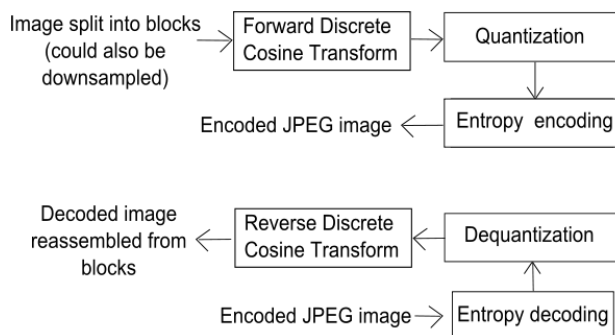 Image split into blocks
(could also be
downsampled)
Forward Discrete
Cosine Transform
Quantization
Encoded JPEG image
Entropy encoding
Decoded image
reassembled from
blocks
Reverse Discrete
Cosine Transform
Dequantization
Encoded JPEG image
Entropy decoding